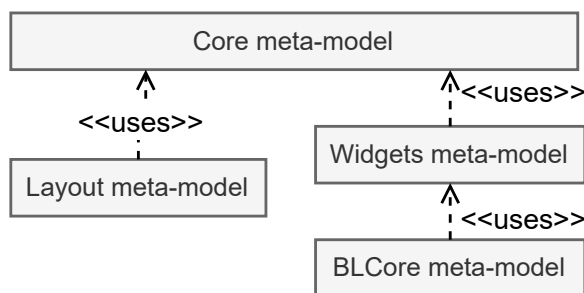 Core meta-model
<<uses>>
<<uses>>
Widgets meta-model
Layout meta-model
<<uses>>
BLCore meta-model